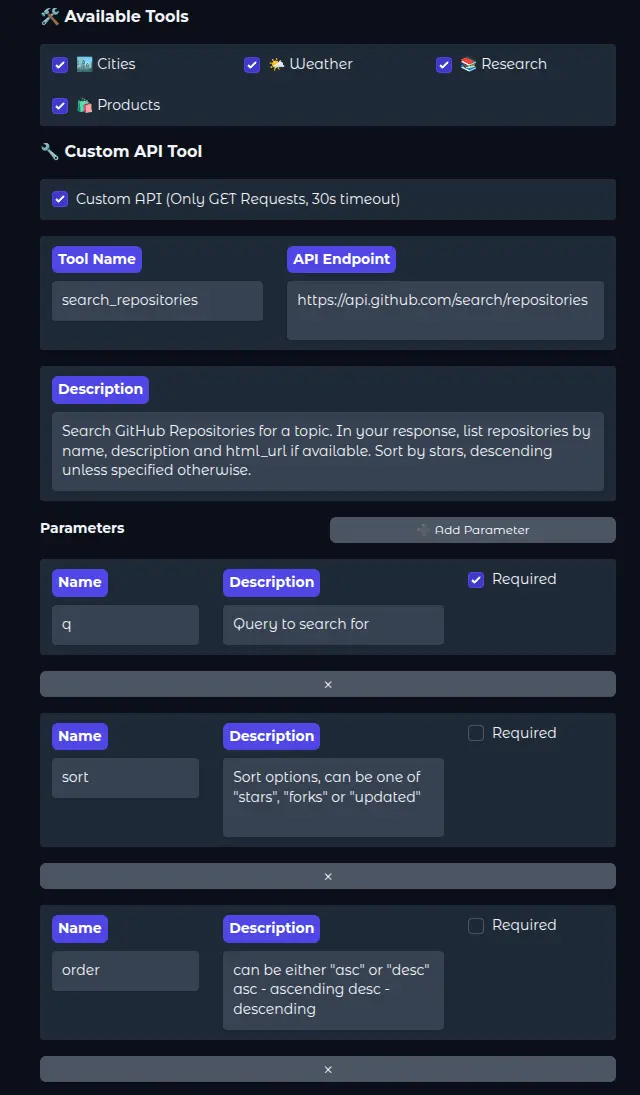 🛠️ Available Tools
🏙️ Cities 🌤️ Weather 📚 Research
🛍️ Products
🔧 Custom API Tool
Custom API (Only GET Requests, 30s timeout)
Tool Name API Endpoint
search_repositories https://api.github.com/search/repositories
Description
Search GitHub Repositories for a topic. In your response, list repositories by
name, description and html_url if available. Sort by stars, descending
unless specified otherwise.
Parameters ➕ Add Parameter
Name Description Required
q Query to search for
×
Name Description Required
sort Sort options, can be one of
"stars", "forks" or "updated"
×
Name Description Required
order can be either "asc" or "desc"
asc - ascending desc -
descending
×